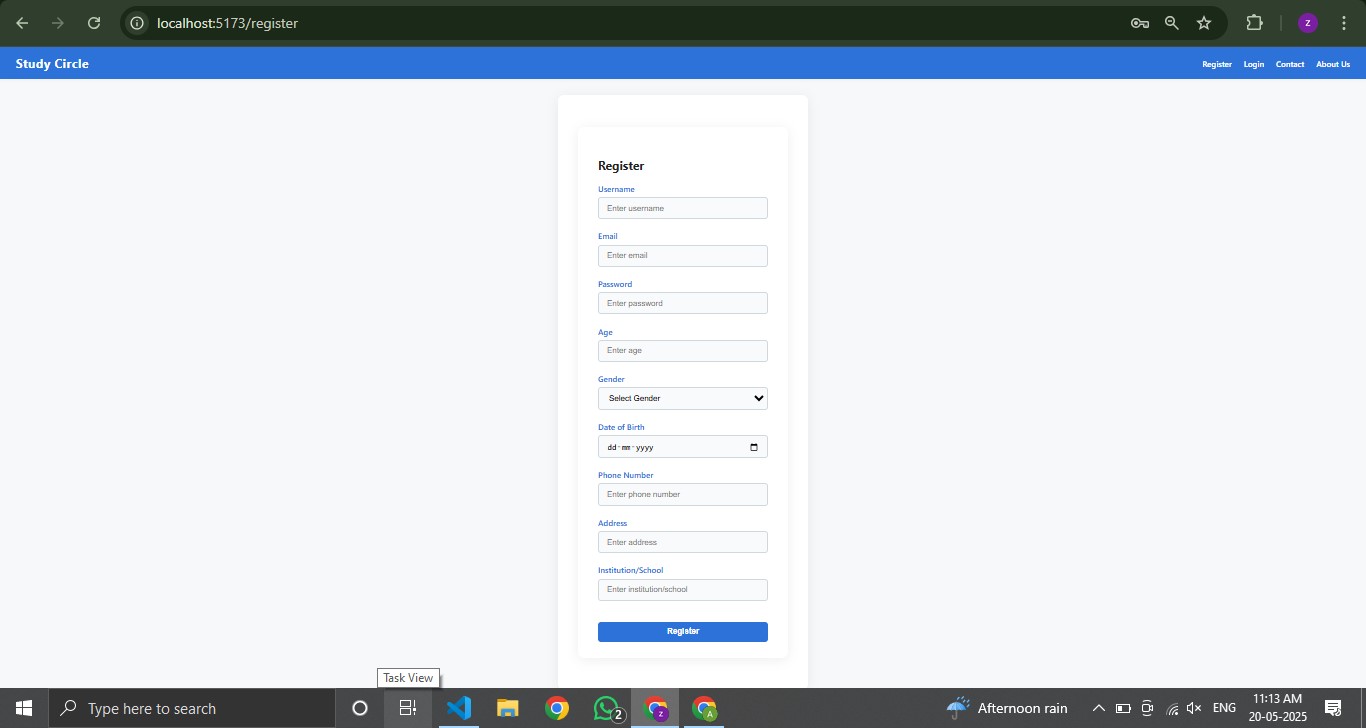 localhost:5173/register
z
Study Circle
Register Login Contact About Us
Register
Username
Enter username
Email
Enter email
Password
Enter password
Age
Enter age
Gender
Select Gender
Date of Birth
dd-mm-yyyy
Phone Number
Enter phone number
Address
Enter address
Institution/School
Enter institution/school
Register
Task View
Type here to search
2
z
A
Afternoon rain
ENG
11:13 AM
20-05-2025